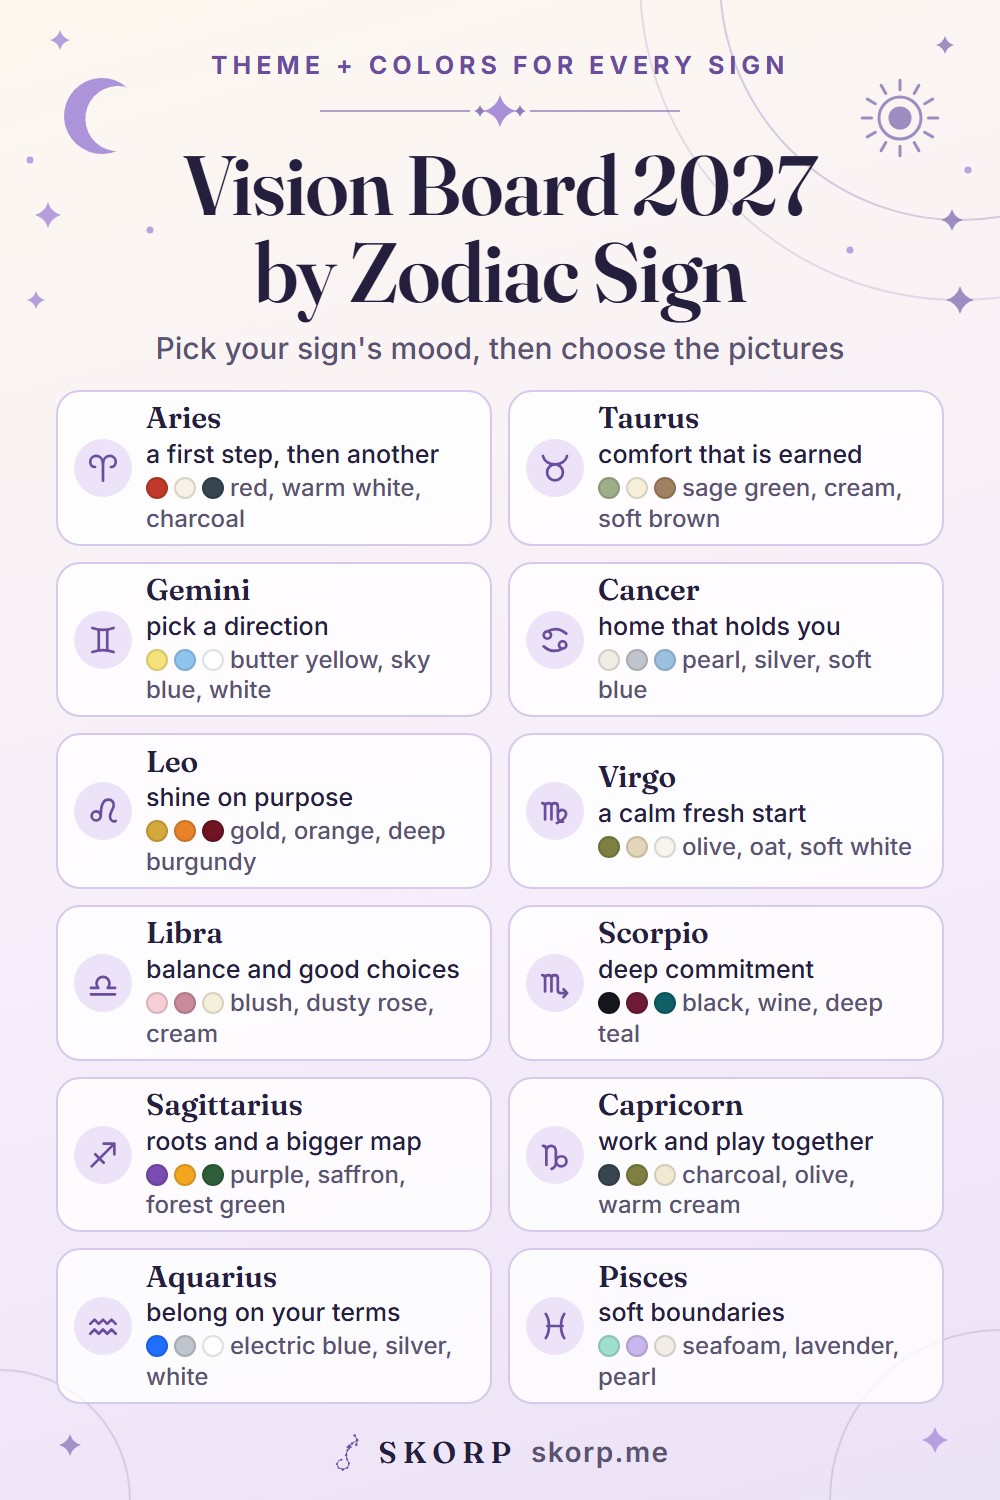 THEME + COLORS FOR EVERY SIGN
Vision Board 2027
by Zodiac Sign
Pick your sign's mood, then choose the pictures
Aries
a first step, then another
red, warm white,
charcoal
Taurus
comfort that is earned
sage green, cream,
soft brown
Gemini
pick a direction
butter yellow, sky
blue, white
Cancer
home that holds you
pearl, silver, soft
blue
Leo
shine on purpose
gold, orange, deep
burgundy
Virgo
a calm fresh start
olive, oat, soft white
Libra
balance and good choices
blush, dusty rose,
cream
Scorpio
deep commitment
black, wine, deep
teal
Sagittarius
roots and a bigger map
purple, saffron,
forest green
Capricorn
work and play together
charcoal, olive,
warm cream
Aquarius
belong on your terms
electric blue, silver,
white
Pisces
soft boundaries
seafoam, lavender,
pearl
SKORP skorp.me